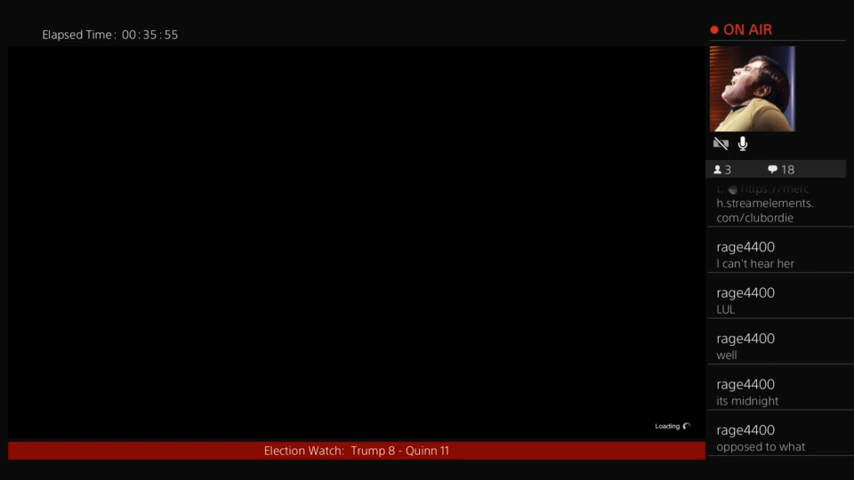 Elapsed Time: 00:35:55
ON AIR
3 18
h.streamelements.
com/clubordie
rage4400
I can't hear her
rage4400
LUL
rage4400
well
rage4400
its midnight
rage4400
opposed to what
Loading
Election Watch: Trump 8 - Quinn 11